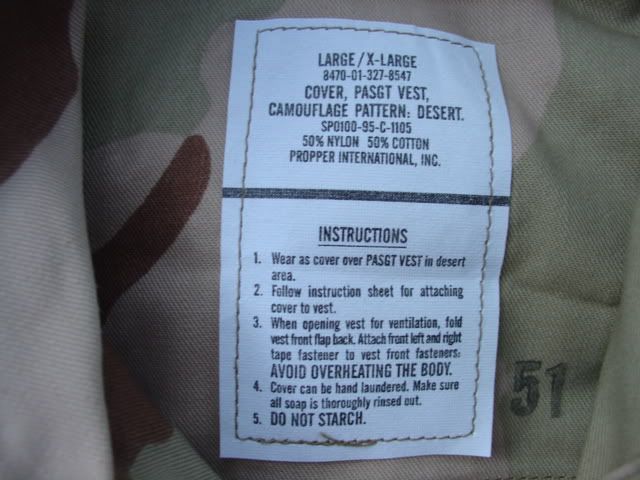 LARGE/X-LARGE
8470-01-327-8547
COVER, PASGT VEST,
CAMOUFLAGE PATTERN: DESERT.
SPO100-95-C-1105
50% NYLON 50% COTTON
PROPPER INTERNATIONAL, INC.
INSTRUCTIONS
1. Wear as cover over PASGT VEST in desert
area.
2. Follow instruction sheet for attaching
cover to vest.
3. When opening vest for ventilation, fold
vest front flap back. Attach front left and right
tape fastener to vest front fasteners:
AVOID OVERHEATING THE BODY.
4. Cover can be hand laundered. Make sure
all soap is thoroughly rinsed out.
5. DO NOT STARCH.
51